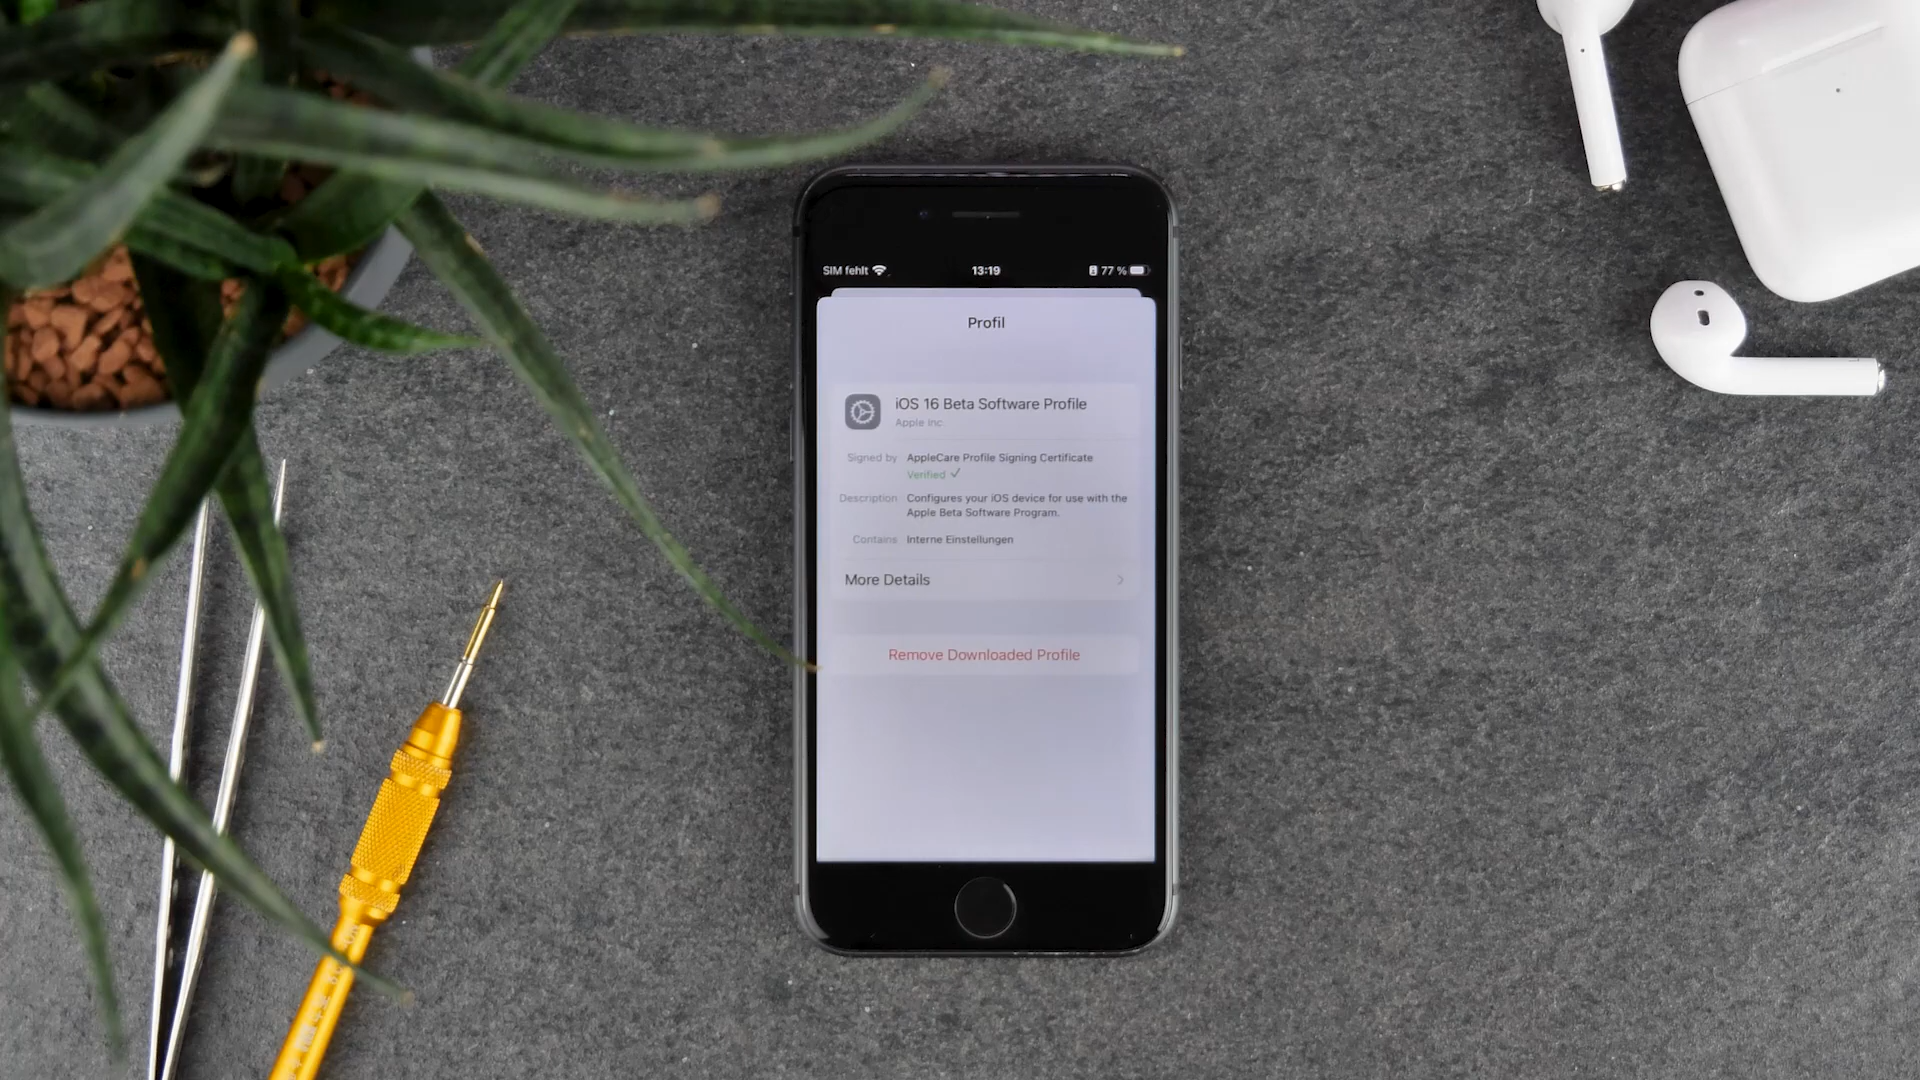 SIM fehlt 13:19 77 %
Profil
iOS 16 Beta Software Profile
Apple Inc
Signed by AppleCare Profile Signing Certificate
Verified ✓
Description Configures your iOS device for use with the
Apple Beta Software Program.
Contains Interne Einstellungen
More Details
Remove Downloaded Profile